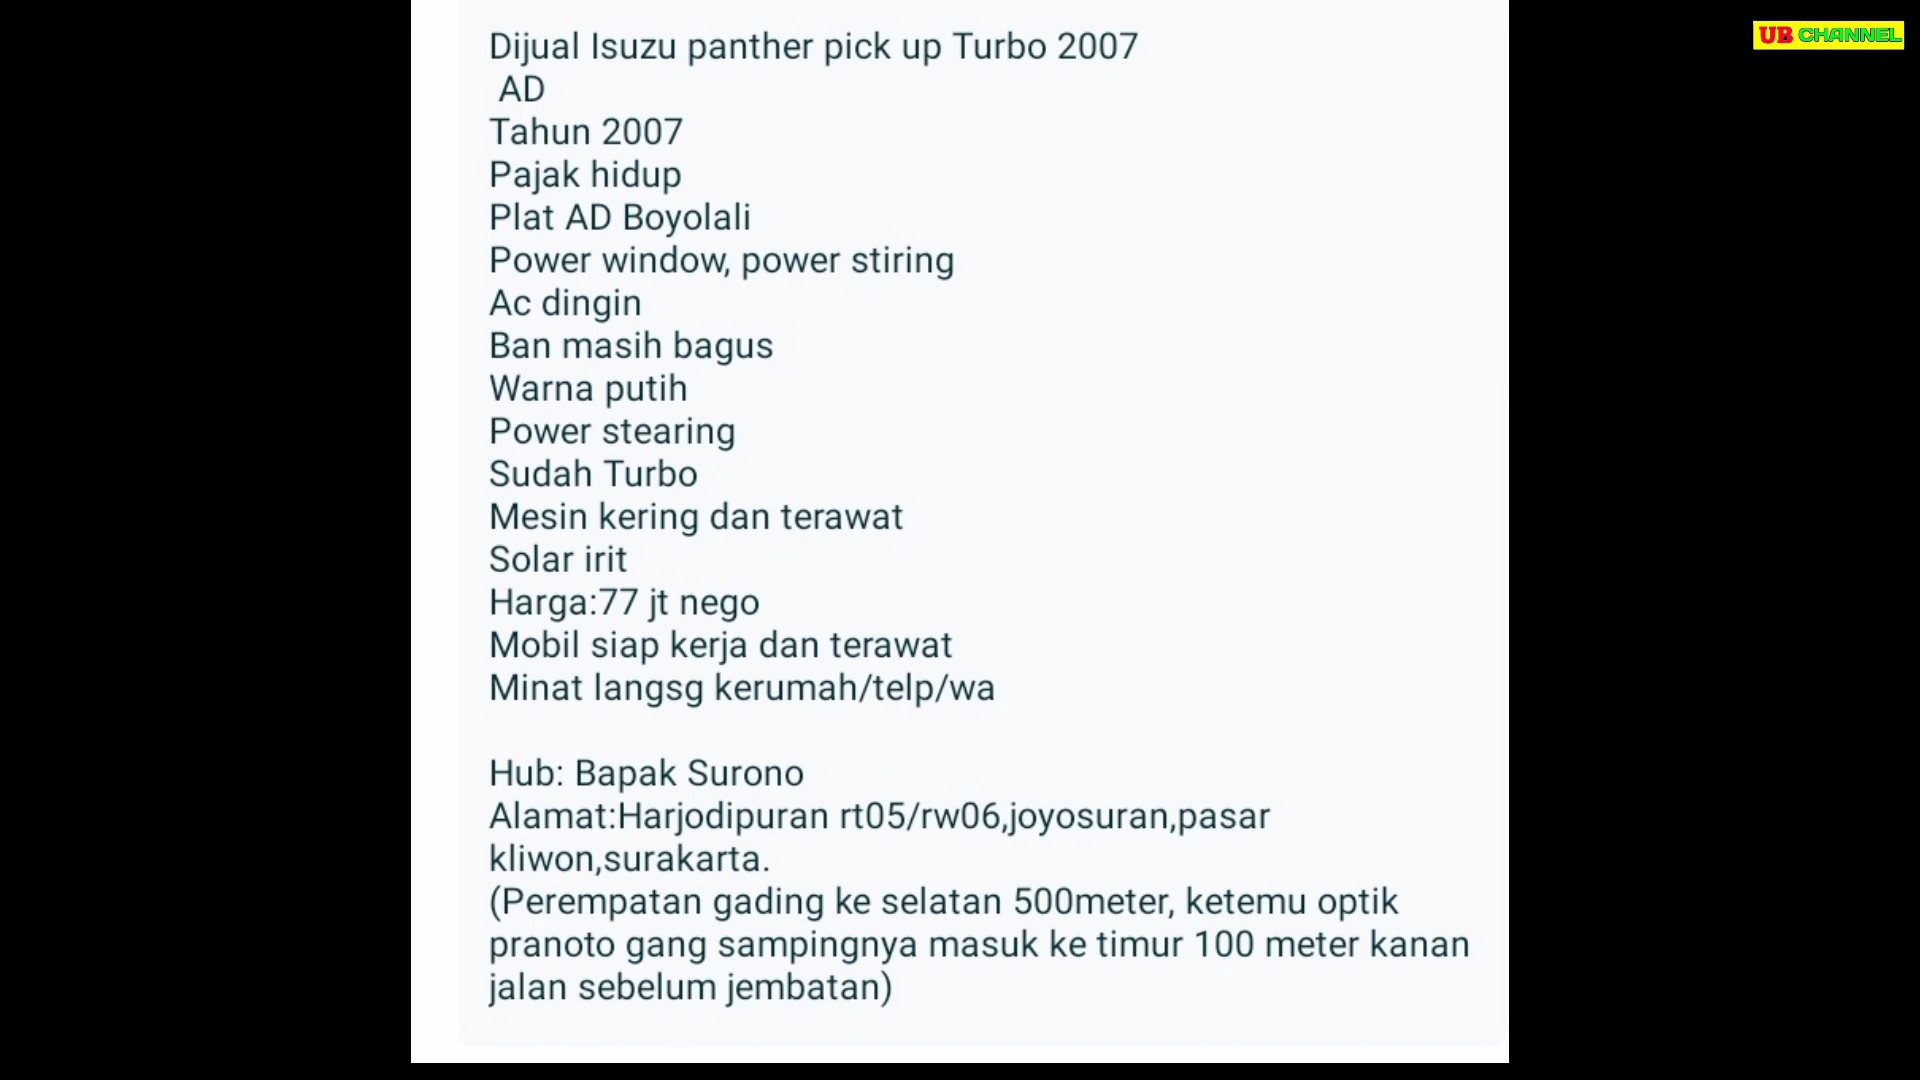 UB CHANNEL
Dijual Isuzu panther pick up Turbo 2007
AD
Tahun 2007
Pajak hidup
Plat AD Boyolali
Power window, power stiring
Ac dingin
Ban masih bagus
Warna putih
Power stearing
Sudah Turbo
Mesin kering dan terawat
Solar irit
Harga:77 jt nego
Mobil siap kerja dan terawat
Minat langsg kerumah/telp/wa
Hub: Bapak Surono
Alamat:Harjodipuran rt05/rw06,joyosuran,pasar
kliwon,surakarta.
(Perempatan gading ke selatan 500meter, ketemu optik
pranoto gang sampingnya masuk ke timur 100 meter kanan
jalan sebelum jembatan)